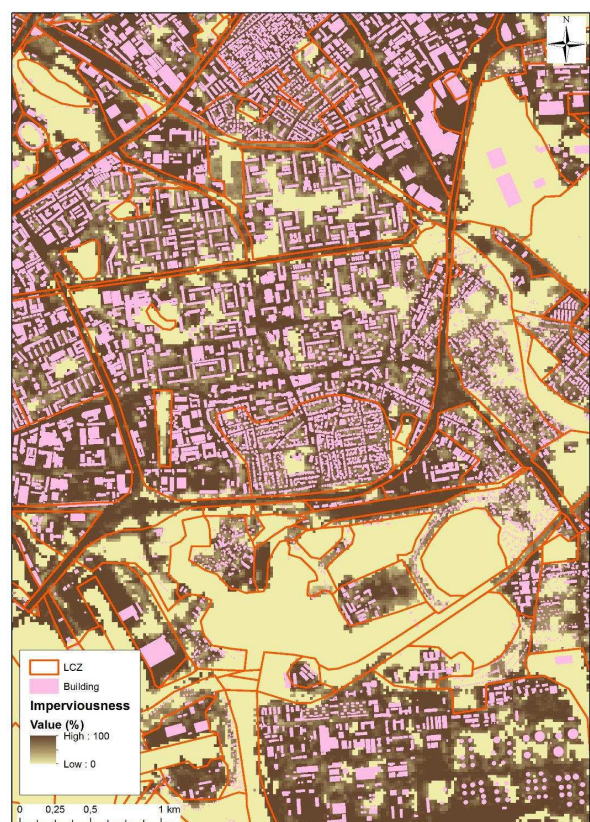 N
LCZ
Building
Imperviousness
Value (%)
High : 100
Low : 0
0 0,25 0,5 1 km